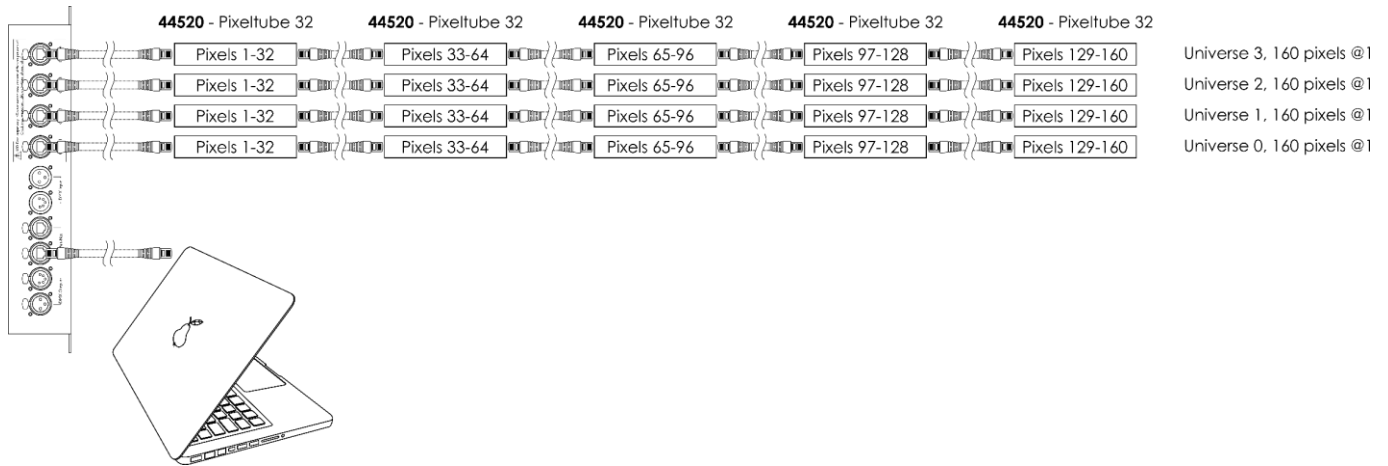 44520 - Pixeltube 32 44520 - Pixeltube 32 44520 - Pixeltube 32 44520 - Pixeltube 32 44520 - Pixeltube 32
Pixels 1-32 Pixels 33-64 Pixels 65-96 Pixels 97-128 Pixels 129-160 Universe 3, 160 pixels @1
Pixels 1-32 Pixels 33-64 Pixels 65-96 Pixels 97-128 Pixels 129-160 Universe 2, 160 pixels @1
Pixels 1-32 Pixels 33-64 Pixels 65-96 Pixels 97-128 Pixels 129-160 Universe 1, 160 pixels @1
Pixels 1-32 Pixels 33-64 Pixels 65-96 Pixels 97-128 Pixels 129-160 Universe 0, 160 pixels @1